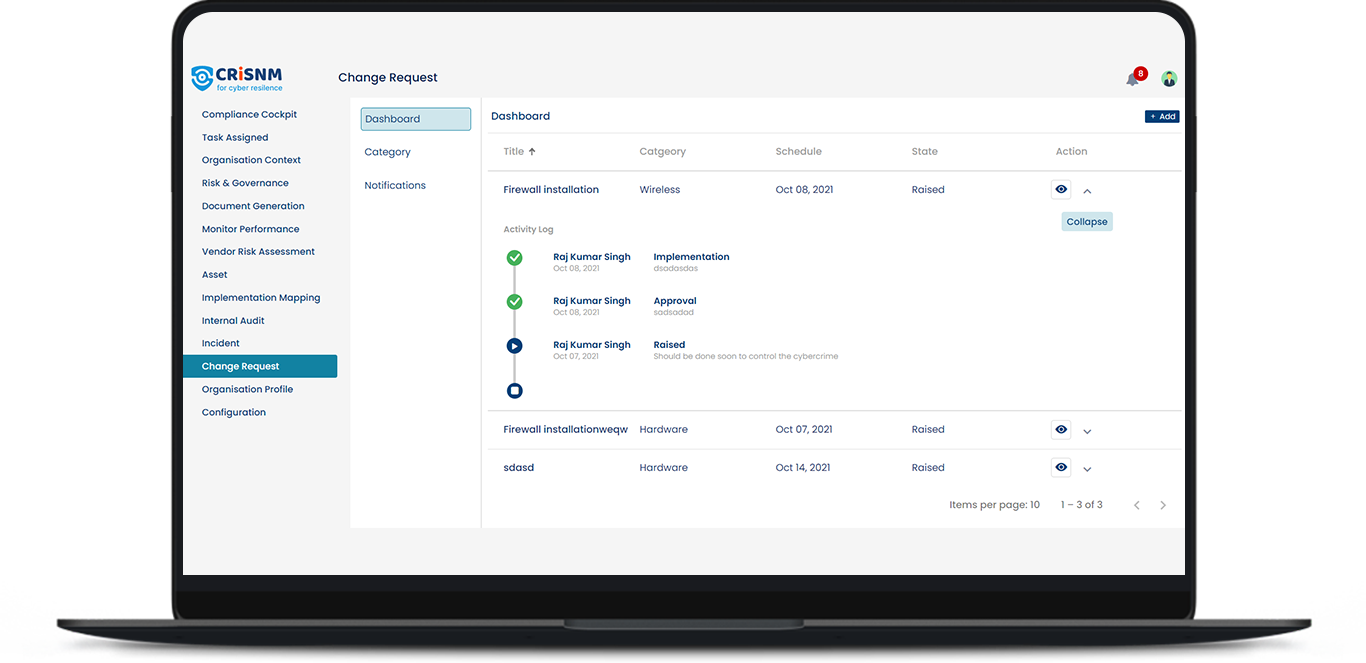 CRiSNM
for cyber resilence
Change Request
8
Compliance Cockpit
Task Assigned
Organisation Context
Risk & Governance
Document Generation
Monitor Performance
Vendor Risk Assessment
Asset
Implementation Mapping
Internal Audit
Incident
Change Request
Organisation Profile
Configuration
Dashboard
Category
Notifications
Dashboard
+ Add
Title Catgeory Schedule State Action
Firewall installation Wireless Oct 08, 2021 Raised
Collapse
Activity Log
Raj Kumar Singh Implementation
Oct 08, 2021 dsadasdas
Raj Kumar Singh Approval
Oct 08, 2021 sadsadad
Raj Kumar Singh Raised
Oct 07, 2021 Should be done soon to control the cybercrime
Firewall installationweqw Hardware Oct 07, 2021 Raised
sdasd Hardware Oct 14, 2021 Raised
Items per page: 10 1 – 3 of 3